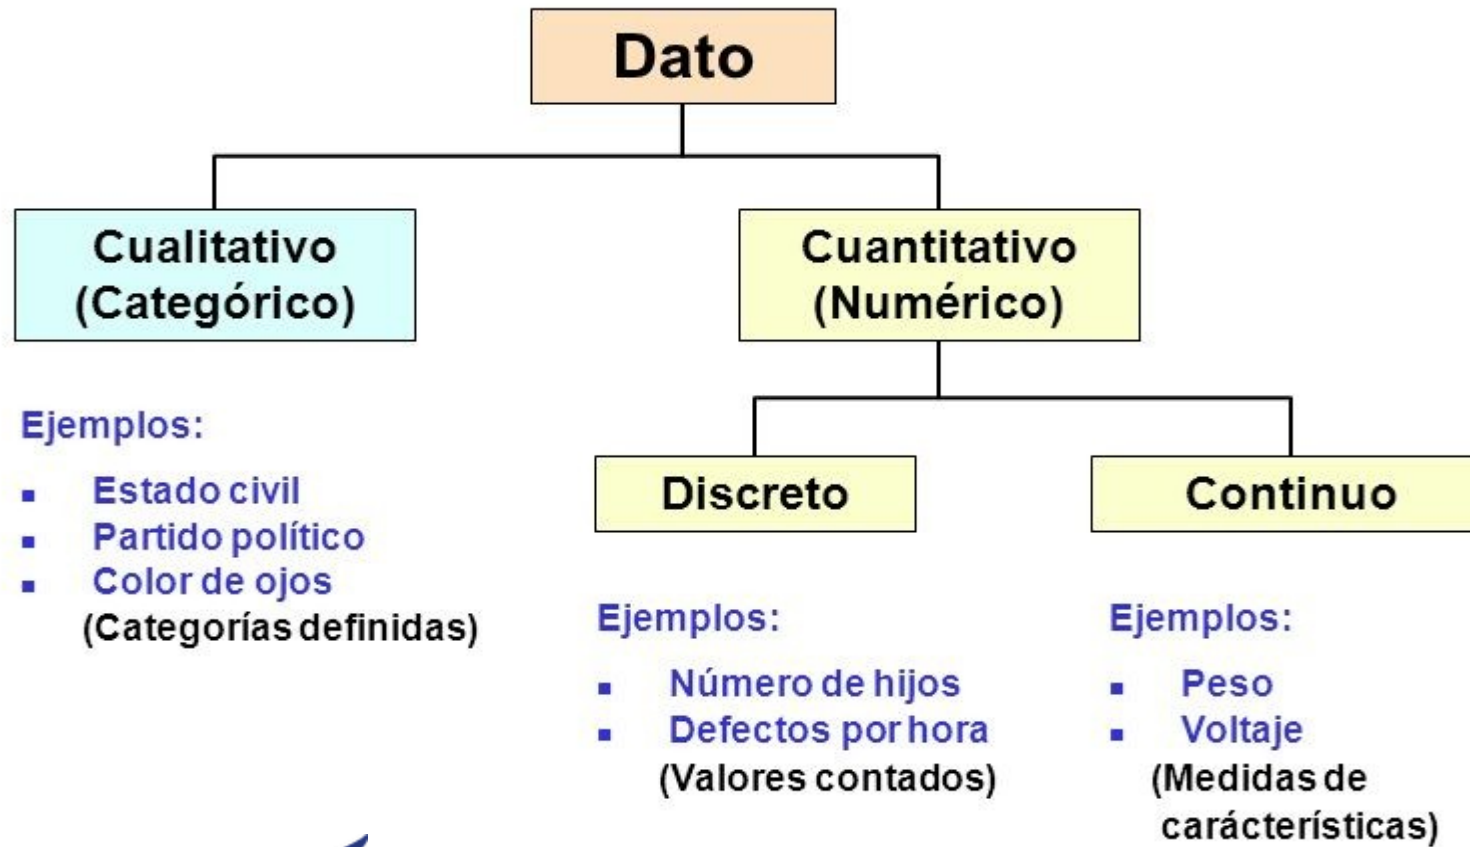 Dato
Cualitativo
(Categórico)
Cuantitativo
(Numérico)
Ejemplos:
▪ Estado civil
▪ Partido político
▪ Color de ojos
(Categorías definidas)
Discreto
Continuo
Ejemplos:
▪ Número de hijos
▪ Defectos por hora
(Valores contados)
Ejemplos:
▪ Peso
▪ Voltaje
(Medidas de
carácterísticas)